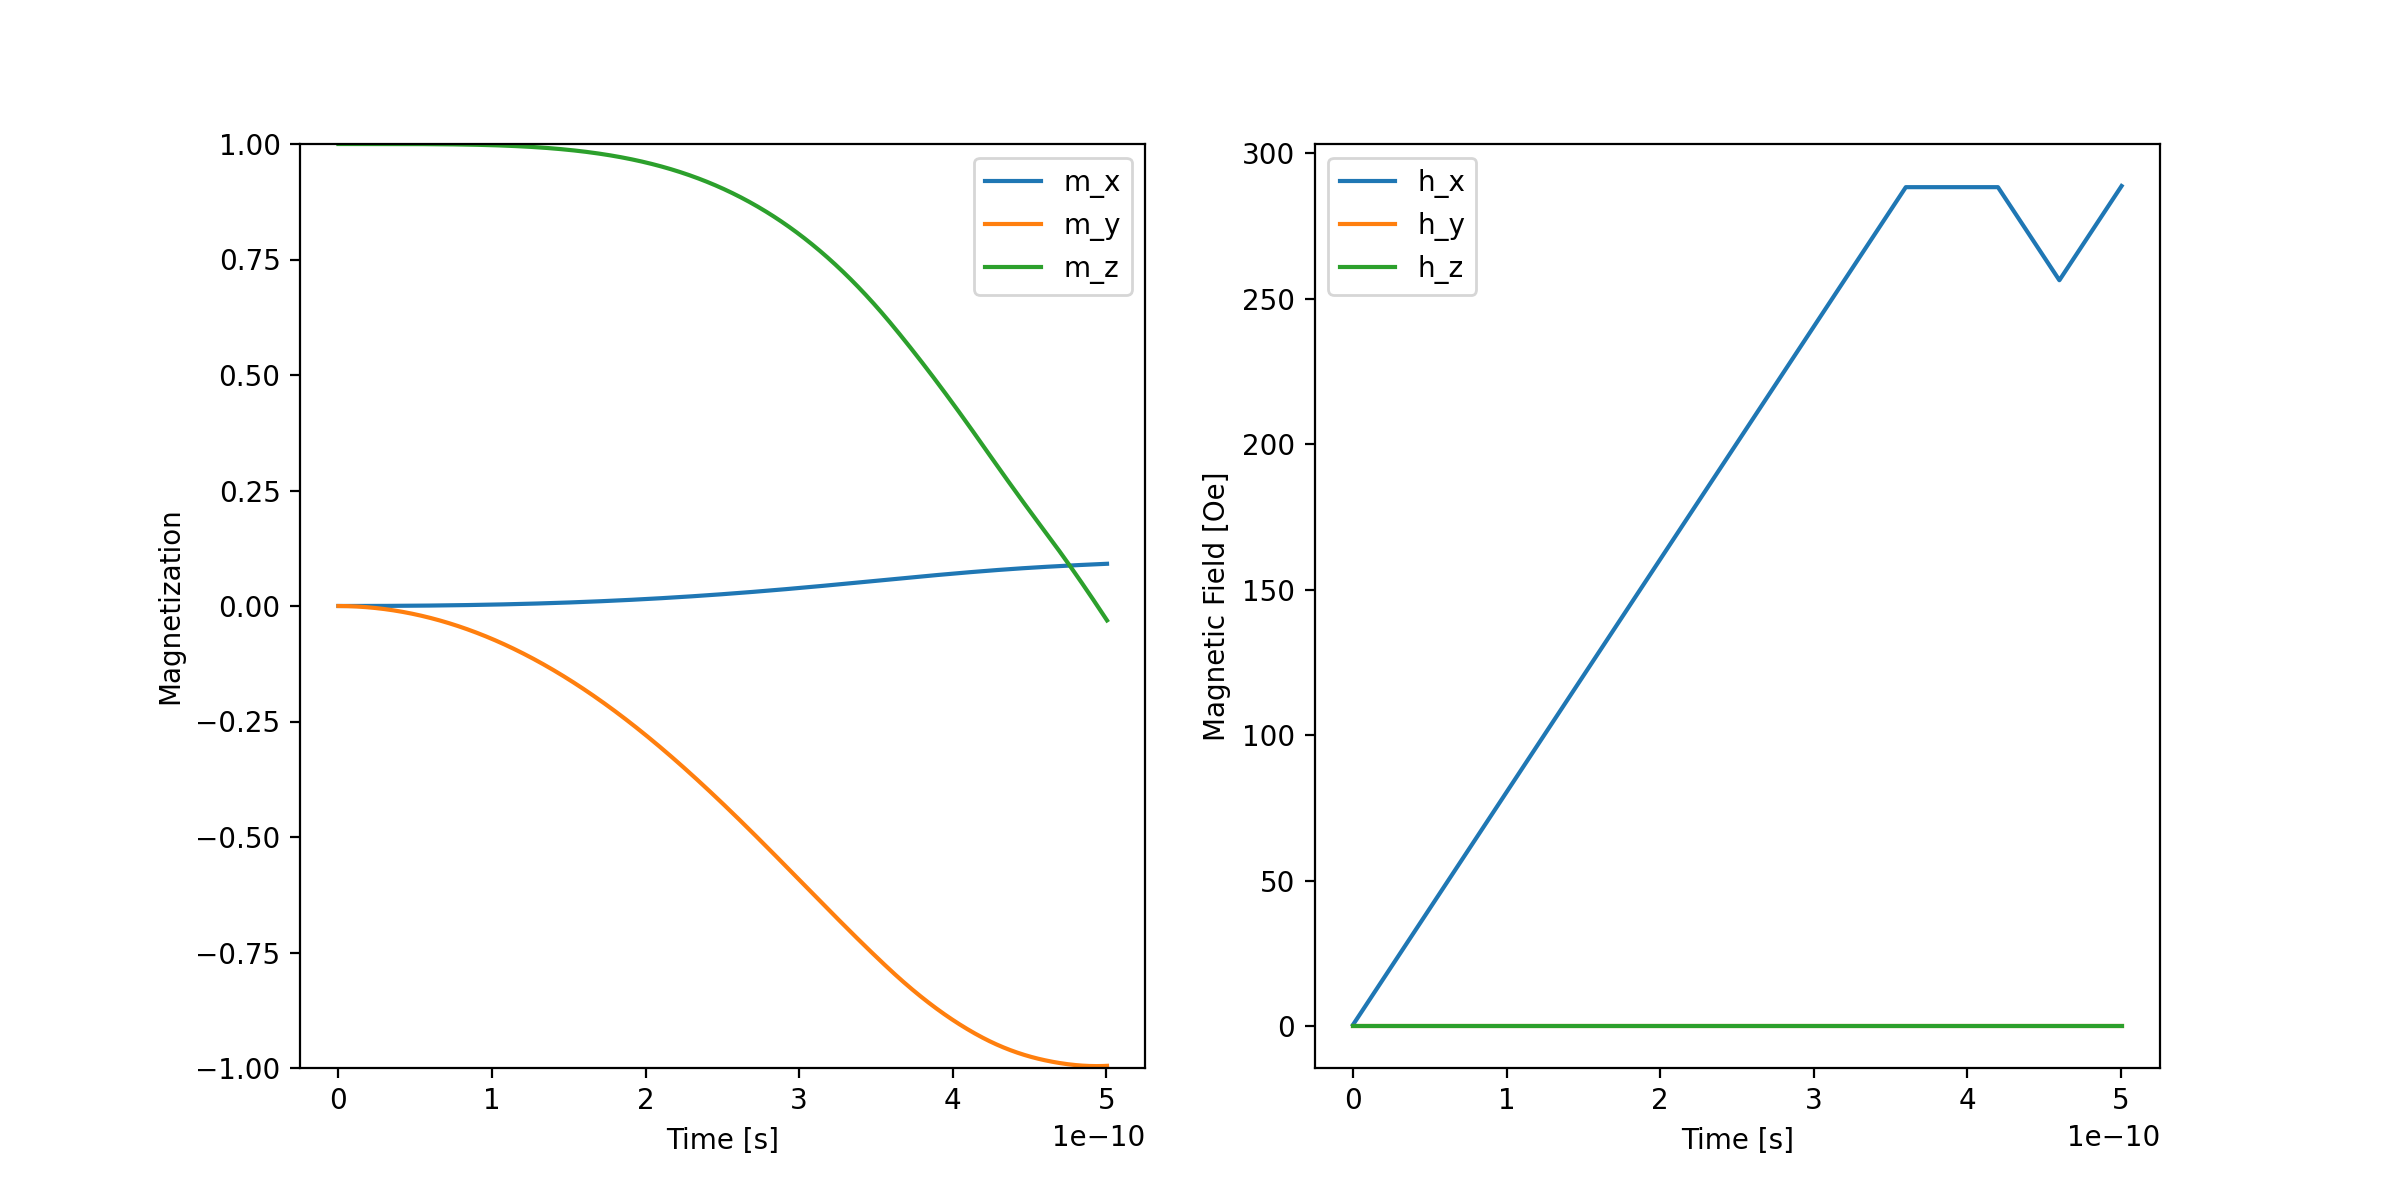 1.00
0.75
0.50
0.25
0.00
−0.25
−0.50
−0.75
−1.00
Magnetization
m_x
m_y
m_z
0 1 2 3 4 5
1e−10
Time [s]
300
250
200
150
100
50
0
Magnetic Field [Oe]
h_x
h_y
h_z
0 1 2 3 4 5
1e−10
Time [s]